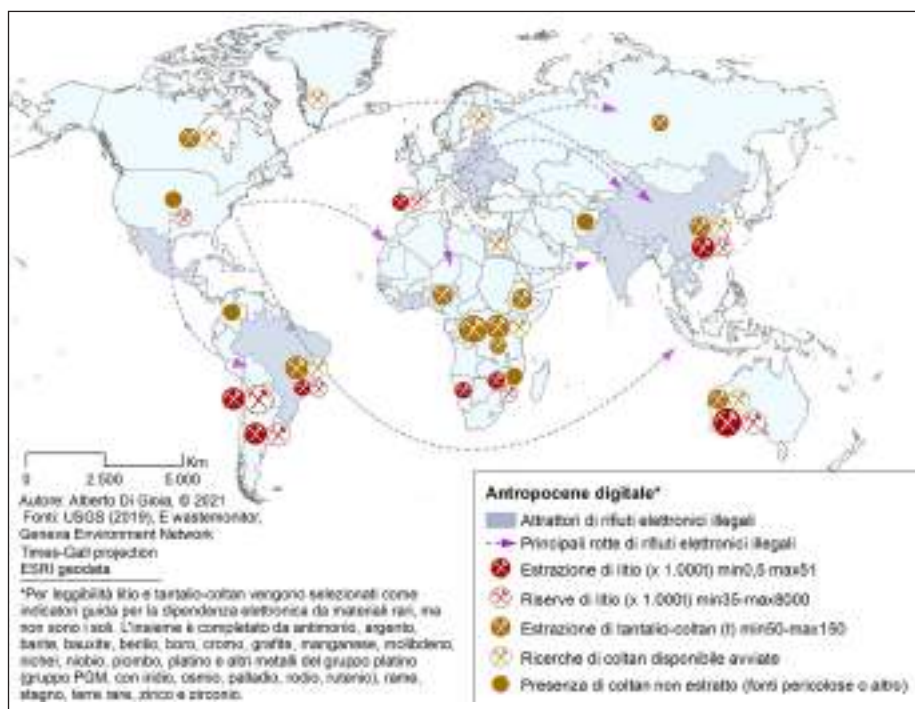 Km
0 2.500 5.000
Autore: Alberto Di Gioia, © 2021
Fonti: USGS (2019), E wastemonitor,
Geneva Environment Network
Times-Gall projection
ESRI geodata
*Per leggibilità litio e tantalio-coltan vengono selezionati come
indicatori guida per la dipendenza elettronica da materiali rari, ma
non sono i soli. L'insieme è completato da antimonio, argento,
barite, bauxite, berillo, boro, cromo, grafite, manganese, molibdeno,
nichel, niobio, piombo, platino e altri metalli del gruppo platino
(gruppo PGM, con iridio, osmio, palladio, rodio, rutenio), rame,
stagno, terre rare, zinco e zirconio.
Antropocene digitale*
Attrattori di rifiuti elettronici illegali
Principali rotte di rifiuti elettronici illegali
Estrazione di litio (x 1.000t) min0,5-max51
Riserve di litio (x 1.000t) min35-max8000
Estrazione di tantalio-coltan (t) min50-max150
Ricerche di coltan disponibile avviate
Presenza di coltan non estratto (fonti pericolose o altro)